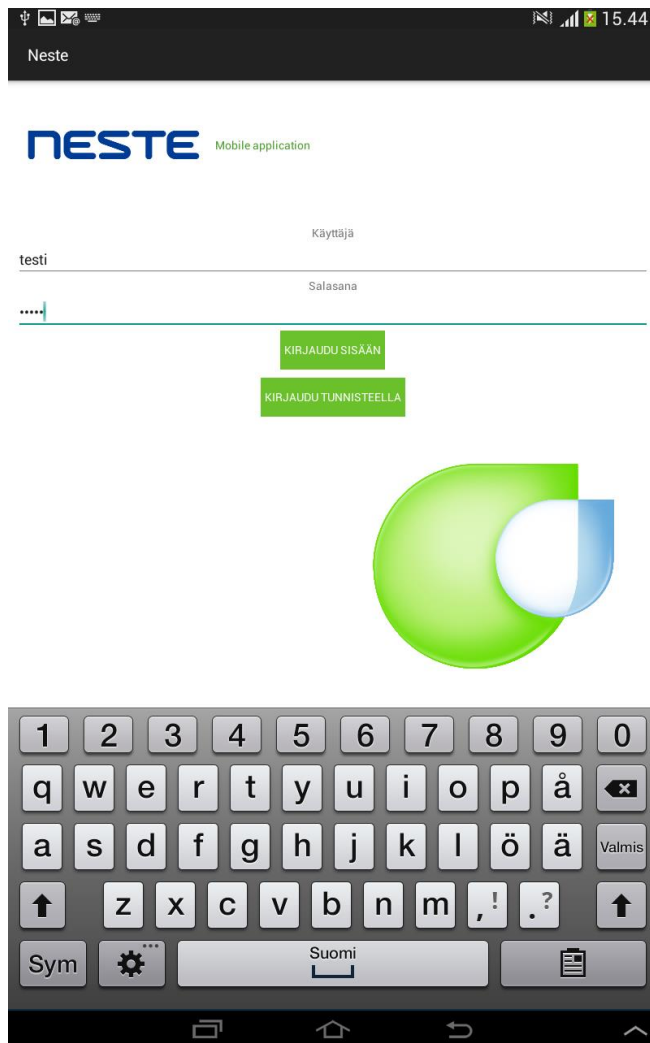 15.44
Neste
NESTE Mobile application
Käyttäjä
testi
Salasana
•••••
KIRJAUDU SISÄÄN
KIRJAUDU TUNNISTEELLA
1 2 3 4 5 6 7 8 9 0
q w e r t y u i o p å
a s d f g h j k l ö ä Valmis
z x c v b n m , ! . ?
Sym Suomi